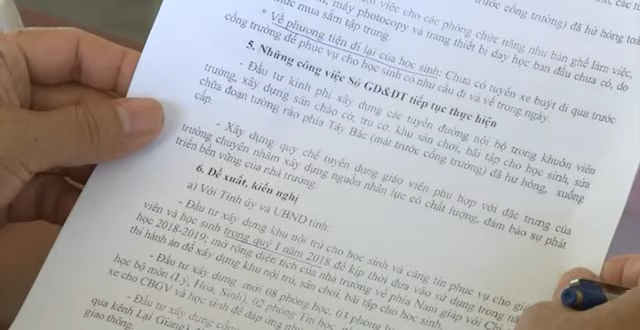 việc cho các phòng chức năng như bàn ghế làm việc,
máy photocopy và trang thiết bị dạy học ban đầu chưa có, do
mua sắm tập trung.
* Về phương tiện đi lại của học sinh: Chưa có tuyến xe buýt đi qua trước
cổng trường để phục vụ cho học sinh có nhu cầu đi và về trong ngày.
5. Những công việc Sở GD&ĐT tiếp tục thực hiện
- Đầu tư kinh phí xây dựng các tuyến đường nội bộ trong khuôn viên
trường, xây dựng sân chào cờ, trụ cờ, khu sân chơi, bãi tập cho học sinh, sửa
chữa đoạn tường rào phía Tây Bắc (mặt trước cổng trường) đã hư hỏng, xuống
cấp.
- Xây dựng quy chế tuyển dụng giáo viên phù hợp với đặc trưng của
trường chuyên nhằm xây dựng nguồn nhân lực có chất lượng, đảm bảo sự phát
triển bền vững của nhà trường.
6. Đề xuất, kiến nghị
a) Với Tỉnh ủy và UBND tỉnh:
- Đầu tư xây dựng khu nội trú cho học sinh và căng tin phục vụ cho
viên và học sinh trong quý 1 năm 2018 để kịp thời đưa vào sử dụng trong
học 2018-2019; mở rộng diện tích của nhà trường về phía Nam giáp với
thi hành án để xây dựng khu nội trú, sân chơi, bãi tập cho học sinh.
- Đầu tư xây dựng mới 08 phòng học, 03 phòng
học bộ môn (Lý, Hóa, Sinh), 02 phòng Tin học,
xe cho CBGV và học sinh để đáp ứng
- Đầu tư xây dựng
qua kênh Lại Giang)
giao thông.